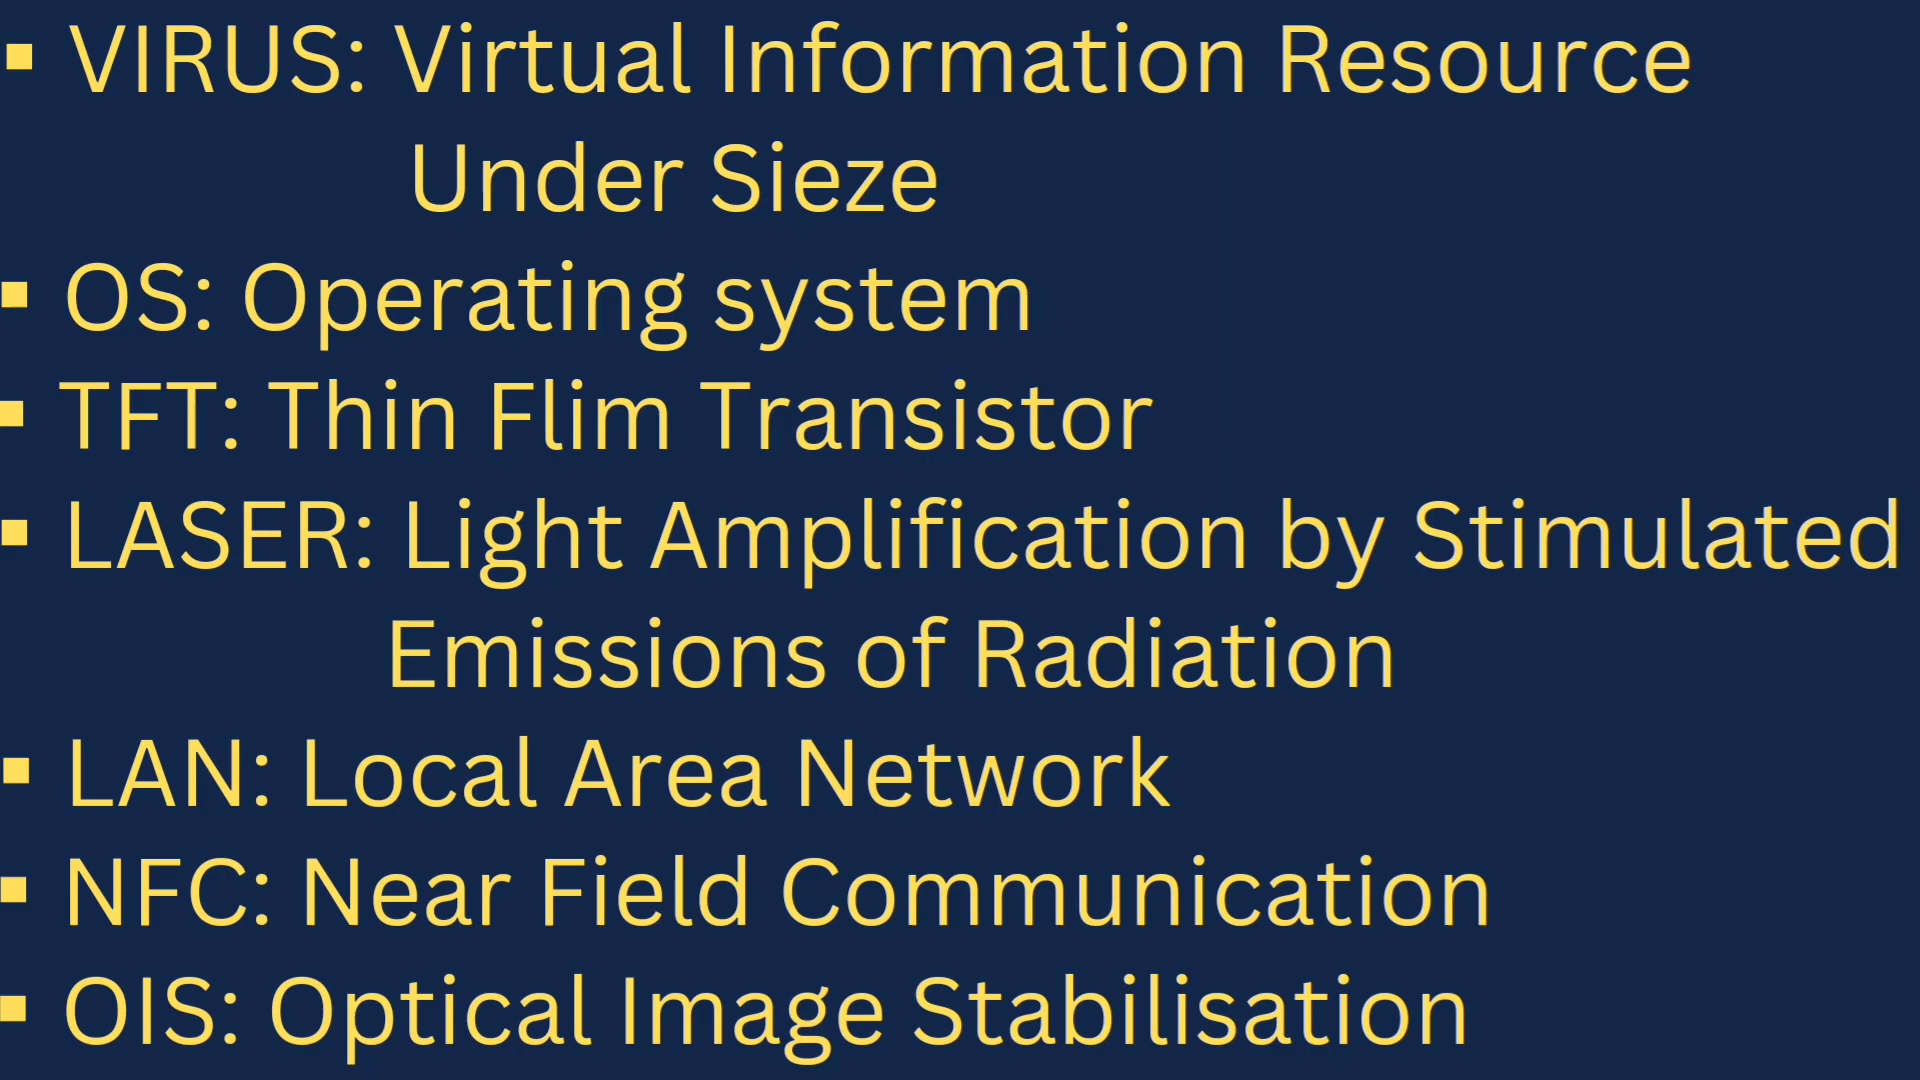 ▪ VIRUS: Virtual Information Resource
Under Sieze
▪ OS: Operating system
▪ TFT: Thin Flim Transistor
▪ LASER: Light Amplification by Stimulated
Emissions of Radiation
▪ LAN: Local Area Network
▪ NFC: Near Field Communication
▪ OIS: Optical Image Stabilisation